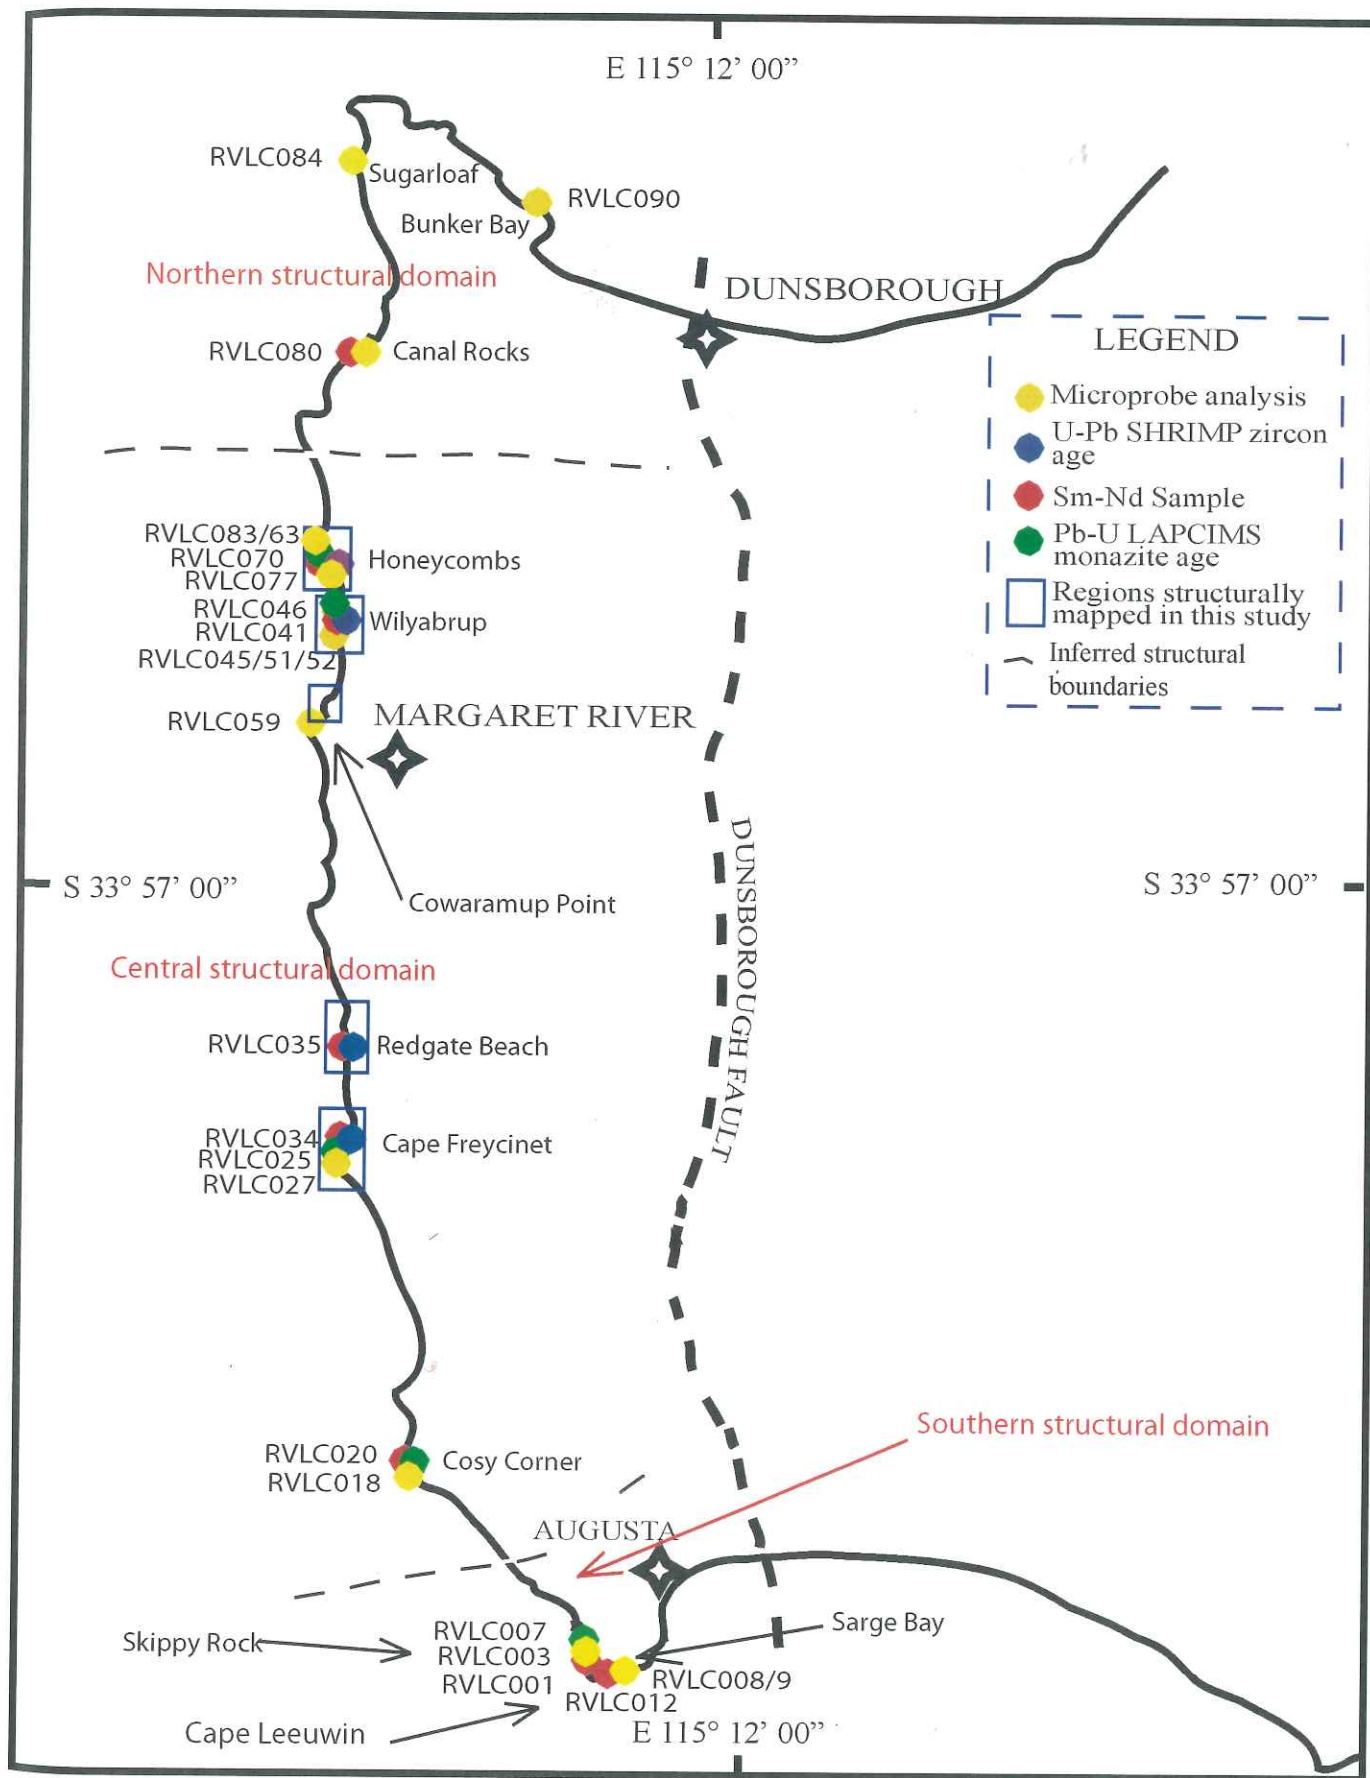 E 115° 12’ 00”
RVLC084
Sugarloaf
RVLC090
Bunker Bay
Northern structural domain
DUNSBOROUGH
RVLC080
Canal Rocks
LEGEND
Microprobe analysis
U-Pb SHRIMP zircon
age
Sm-Nd Sample
Pb-U LAPCIMS
monazite age
Regions structurally
mapped in this study
Inferred structural
boundaries
RVLC083/63
RVLC070
Honeycombs
RVLC077
RVLC046
Wilyabrup
RVLC041
RVLC045/51/52
RVLC059
MARGARET RIVER
DUNSBOROUGH FAULT
S 33° 57’ 00”
S 33° 57’ 00”
Cowaramup Point
Central structural domain
RVLC035
Redgate Beach
RVLC034
Cape Freycinet
RVLC025
RVLC027
Southern structural domain
RVLC020
Cosy Corner
RVLC018
AUGUSTA
Sarge Bay
Skippy Rock
RVLC007
RVLC003
RVLC001
RVLC008/9
RVLC012
Cape Leeuwin
E 115° 12’ 00”